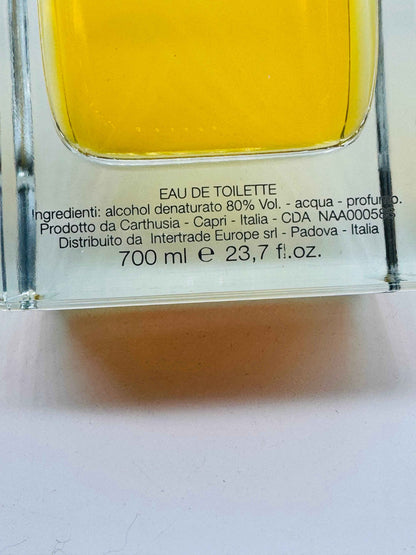 EAU DE TOILETTE
Ingredienti: alcohol denaturato 80% Vol. - acqua - profumo.
Prodotto da Carthusia - Capri - Italia - CDA NAA000585
Distribuito da Intertrade Europe srl - Padova - Italia
700 ml e 23,7 fl.oz.